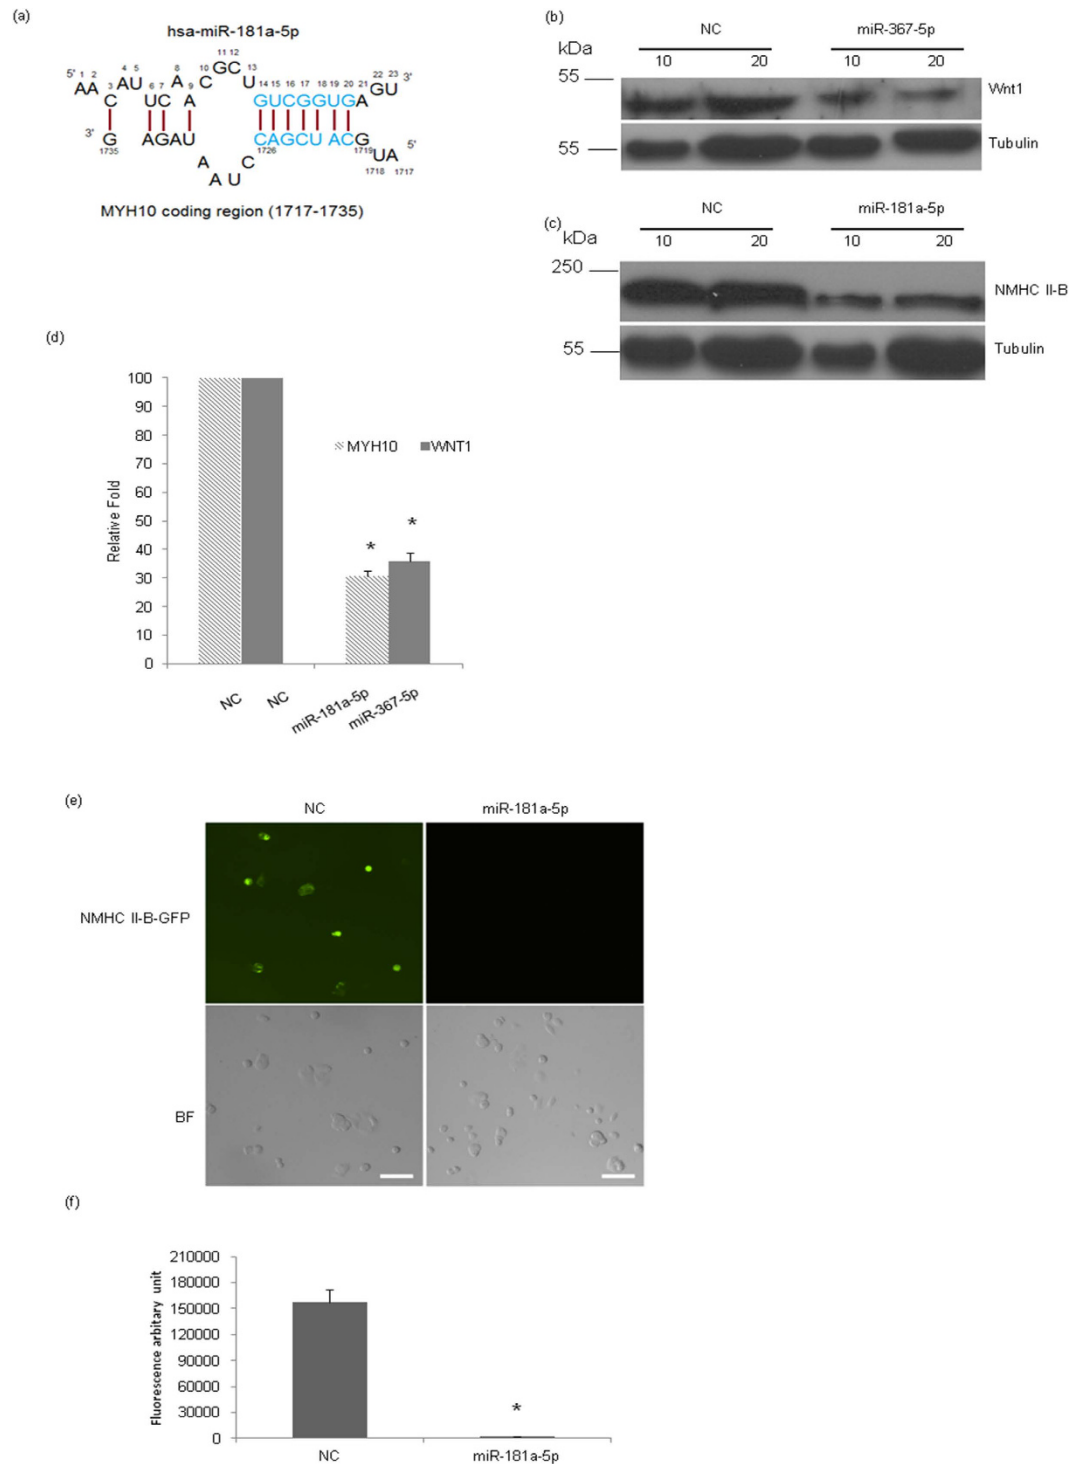 (a)
hsa-miR-181a-5p
11 12
GC
5' 1 2 4 5 8 10 13 14 15 16 17 18 19 20 21 22 23 3'
AA AU A C U GU
3 6 7 9
C UC A GUCGGUGA
3' G AGAU CAGCUACG 5'
1735 1726 1719
A C UA
1718 1717
A U
MYH10 coding region (1717-1735)
(b)
NC miR-367-5p
kDa
10 20 10 20
55
Wnt1
55 Tubulin
(c)
NC miR-181a-5p
kDa
10 20 10 20
250
NMHC II-B
55 Tubulin
(d)
100
90
80
70
60
50
40
30
20
10
0
Relative Fold
MYH10 WNT1
*
*
NC NC miR-181a-5p miR-367-5p
(e)
NC miR-181a-5p
NMHC II-B-GFP
BF
(f)
210000
180000
150000
120000
90000
60000
30000
0
Fluorescence arbitary unit
*
NC miR-181a-5p